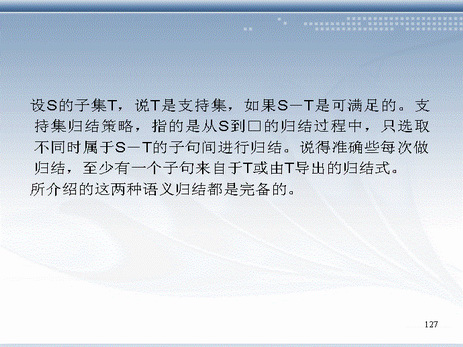 设S的子集T，说T是支持集，如果S－T是可满足的。支
持集归结策略，指的是从S到□的归结过程中，只选取
不同时属于S－T的子句间进行归结。说得准确些每次做
归结，至少有一个子句来自于T或由T导出的归结式。
所介绍的这两种语义归结都是完备的。
127